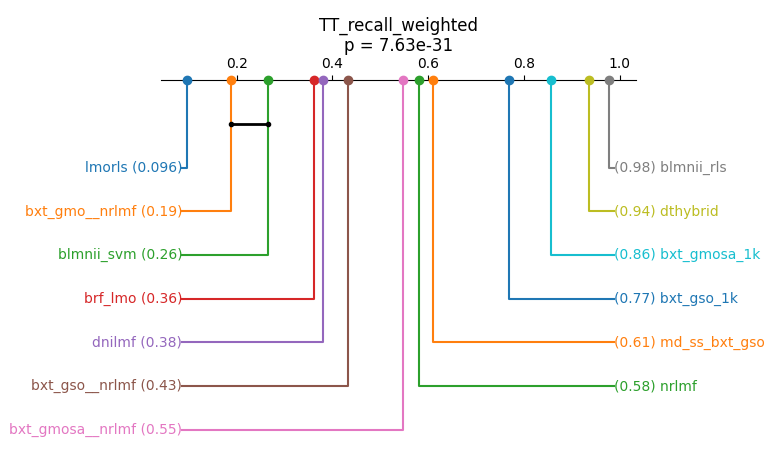 TT_recall_weighted
p = 7.63e-31
0.2 0.4 0.6 0.8 1.0
lmorls (0.096) (0.98) blmnii_rls
bxt_gmo__nrlmf (0.19) (0.94) dthybrid
blmnii_svm (0.26) (0.86) bxt_gmosa_1k
brf_lmo (0.36) (0.77) bxt_gso_1k
dnilmf (0.38) (0.61) md_ss_bxt_gso
bxt_gso__nrlmf (0.43) (0.58) nrlmf
bxt_gmosa__nrlmf (0.55)